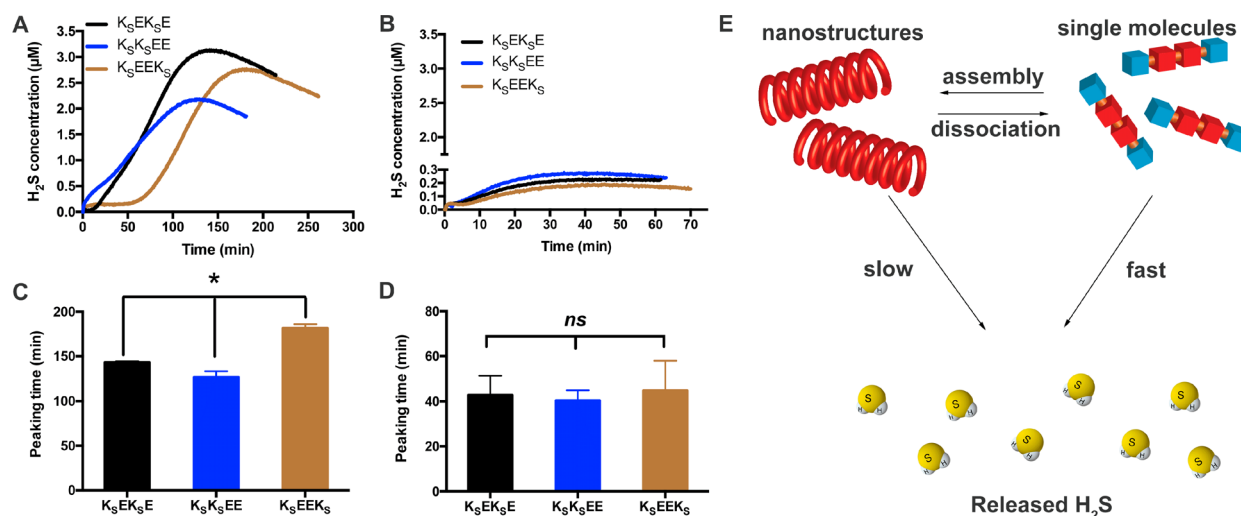 A
KSEKSE
KSKSEE
KSEEKS
H2S concentration (µM)
3.5
3.0
2.5
2.0
1.5
1.0
0.5
0.0
0 50 100 150 200 250 300
Time (min)
B
KSEKSE
KSKSEE
KSEEKS
H2S concentration (µM)
3.5
3.0
2.5
2.0
1.5
0.3
0.2
0.1
0.0
0 10 20 30 40 50 60 70
Time (min)
C
*
Peaking time (min)
200
150
100
50
0
KSEKSE KSKSEE KSEEKS
D
ns
Peaking time (min)
80
60
40
20
0
KSEKSE KSKSEE KSEEKS
E
nanostructures
single molecules
assembly
dissociation
slow
fast
S H H
S H H
S H H
S H H
S H H
S H H
S H H
S H H
Released H2S